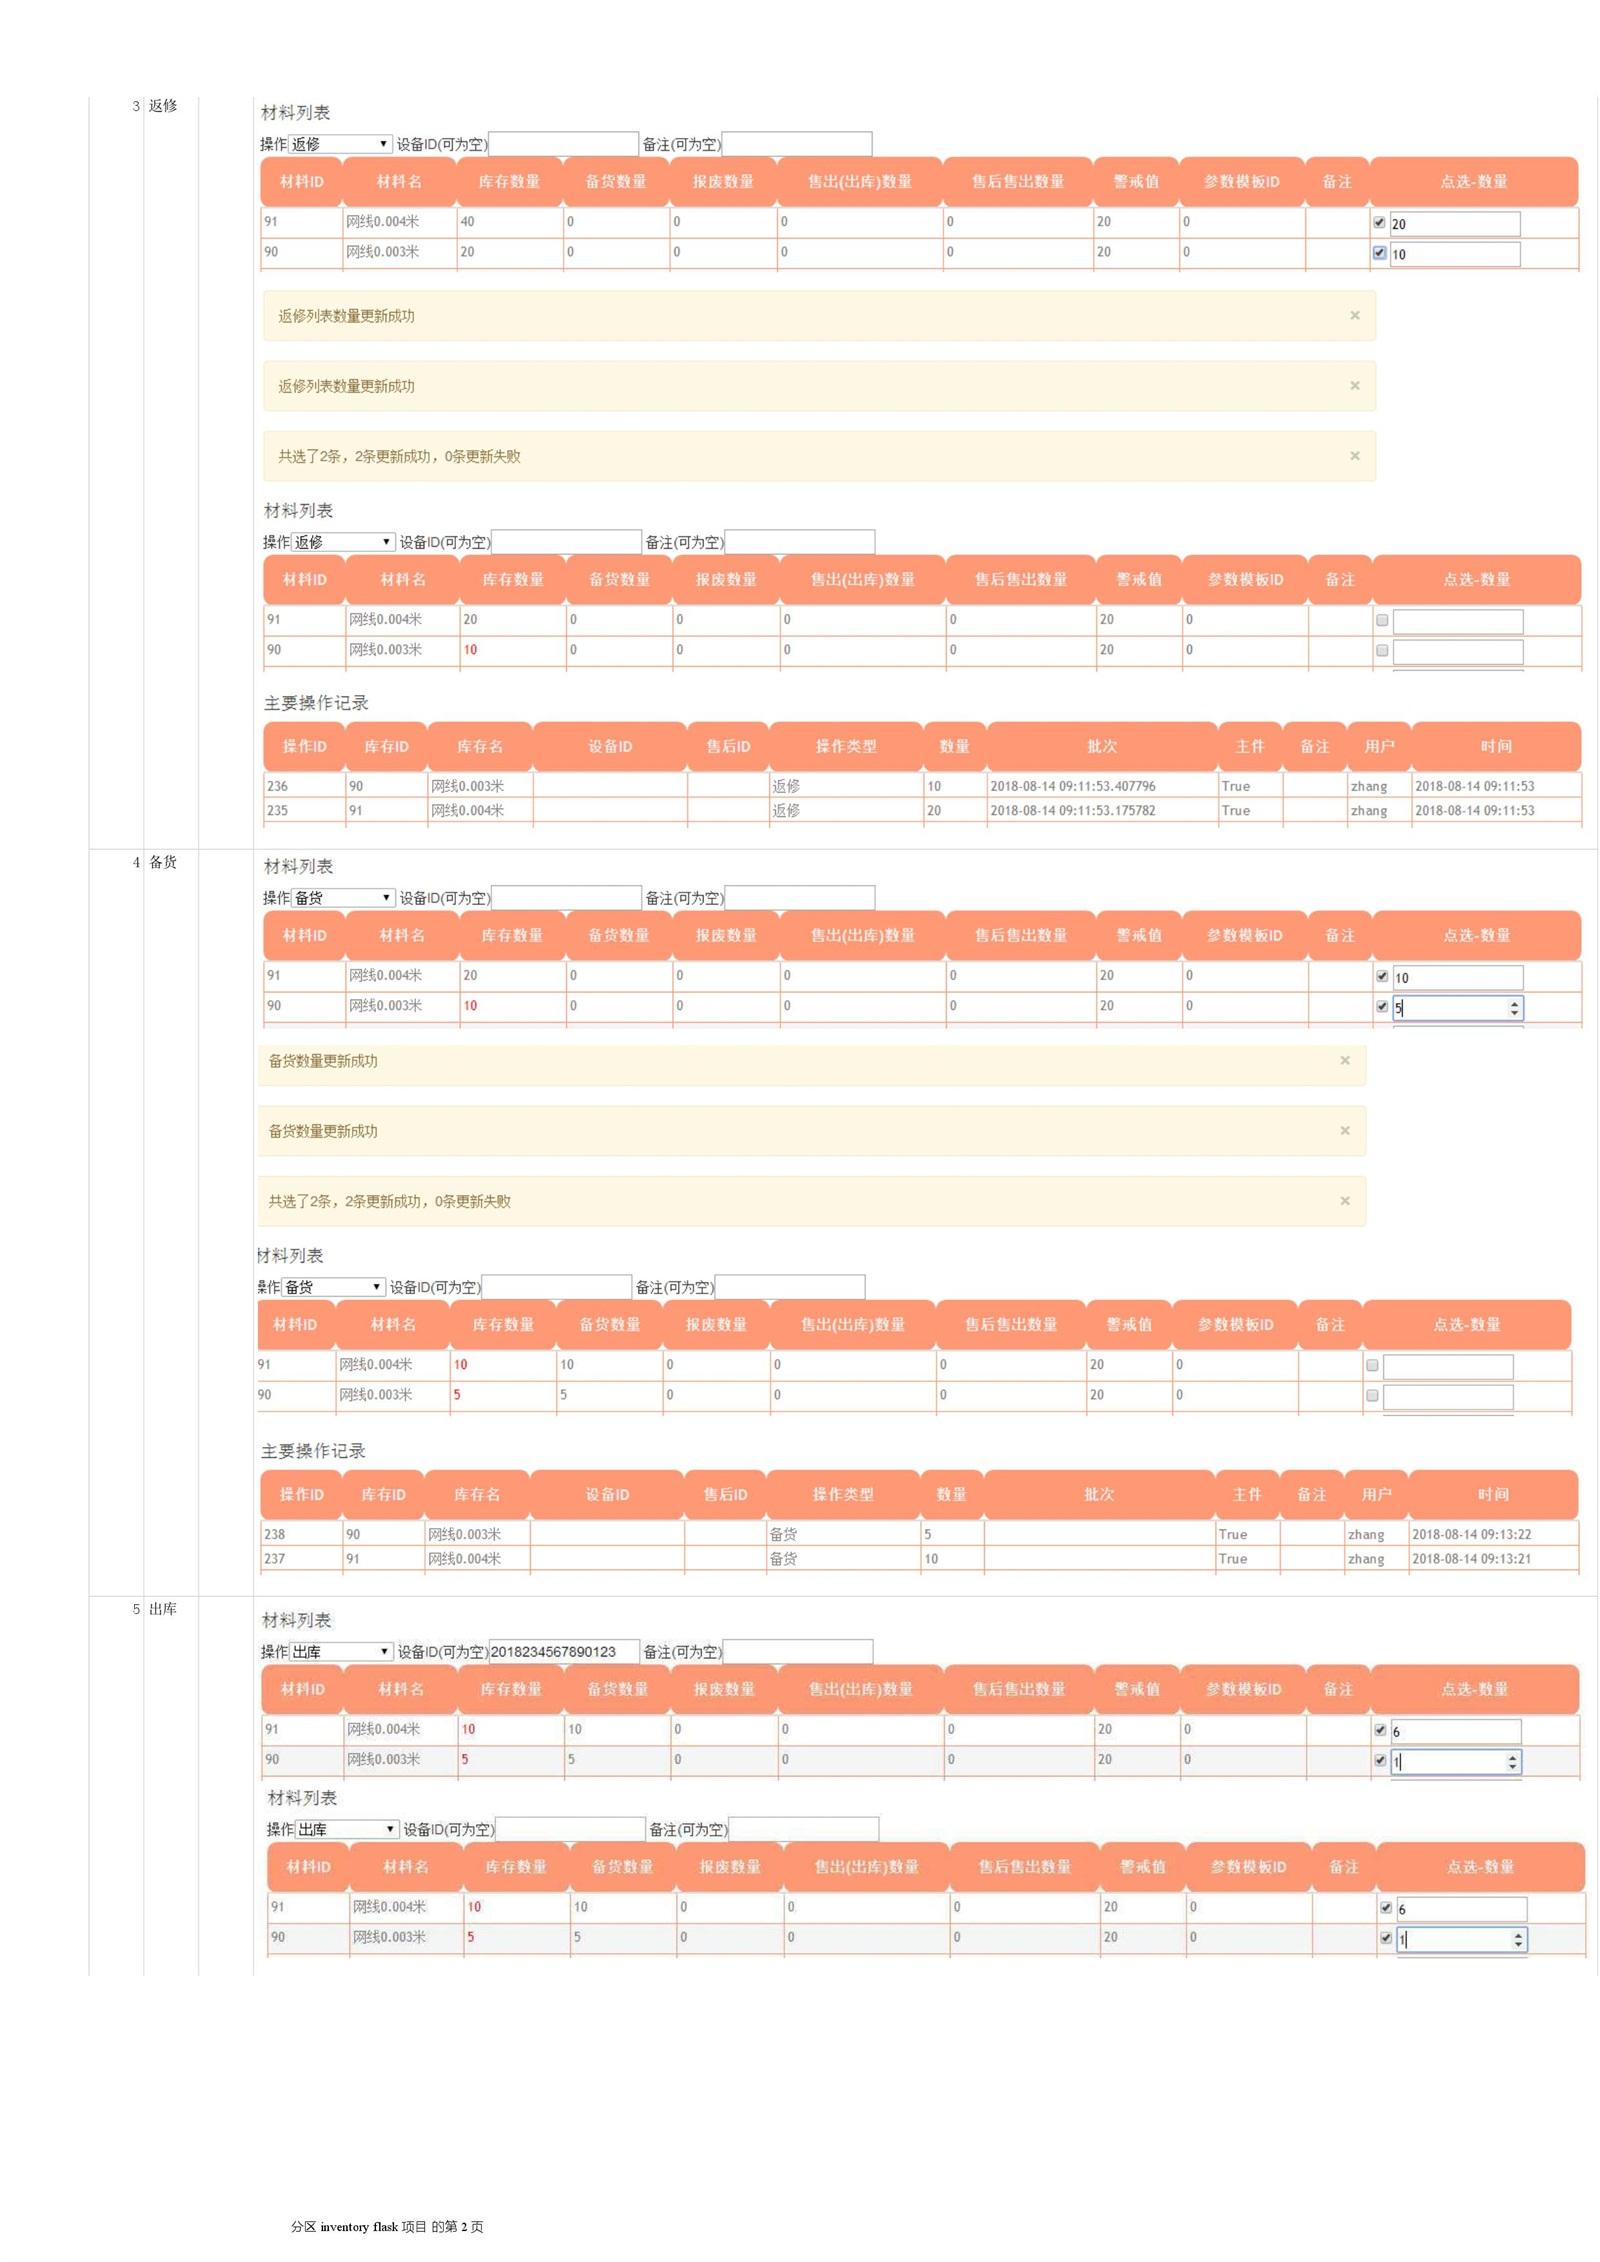 3 返修
材料列表
操作 返修 设备ID(可为空) 备注(可为空)
材料ID 材料名 库存数量 备货数量 报废数量 售出(出库)数量 售后售出数量 警戒值 参数模板ID 备注 点选-数量
91 网线0.004米 40 0 0 0 0 20 0 20
90 网线0.003米 20 0 0 0 0 20 0 10
返修列表数量更新成功 ×
返修列表数量更新成功 ×
共选了2条，2条更新成功，0条更新失败 ×
材料列表
操作 返修 设备ID(可为空) 备注(可为空)
材料ID 材料名 库存数量 备货数量 报废数量 售出(出库)数量 售后售出数量 警戒值 参数模板ID 备注 点选-数量
91 网线0.004米 20 0 0 0 0 20 0
90 网线0.003米 10 0 0 0 0 20 0
主要操作记录
操作ID 库存ID 库存名 设备ID 售后ID 操作类型 数量 批次 主件 备注 用户 时间
236 90 网线0.003米 返修 10 2018-08-14 09:11:53.407796 True zhang 2018-08-14 09:11:53
235 91 网线0.004米 返修 20 2018-08-14 09:11:53.175782 True zhang 2018-08-14 09:11:53
4 备货
材料列表
操作 备货 设备ID(可为空) 备注(可为空)
材料ID 材料名 库存数量 备货数量 报废数量 售出(出库)数量 售后售出数量 警戒值 参数模板ID 备注 点选-数量
91 网线0.004米 20 0 0 0 0 20 0 10
90 网线0.003米 10 0 0 0 0 20 0 5
备货数量更新成功 ×
备货数量更新成功 ×
共选了2条，2条更新成功，0条更新失败 ×
材料列表
操作 备货 设备ID(可为空) 备注(可为空)
材料ID 材料名 库存数量 备货数量 报废数量 售出(出库)数量 售后售出数量 警戒值 参数模板ID 备注 点选-数量
91 网线0.004米 10 10 0 0 0 20 0
90 网线0.003米 5 5 0 0 0 20 0
主要操作记录
操作ID 库存ID 库存名 设备ID 售后ID 操作类型 数量 批次 主件 备注 用户 时间
238 90 网线0.003米 备货 5 True zhang 2018-08-14 09:13:22
237 91 网线0.004米 备货 10 True zhang 2018-08-14 09:13:21
5 出库
材料列表
操作 出库 设备ID(可为空) 2018234567890123 备注(可为空)
材料ID 材料名 库存数量 备货数量 报废数量 售出(出库)数量 售后售出数量 警戒值 参数模板ID 备注 点选-数量
91 网线0.004米 10 10 0 0 0 20 0 6
90 网线0.003米 5 5 0 0 0 20 0 1
材料列表
操作 出库 设备ID(可为空) 备注(可为空)
材料ID 材料名 库存数量 备货数量 报废数量 售出(出库)数量 售后售出数量 警戒值 参数模板ID 备注 点选-数量
91 网线0.004米 10 10 0 0 0 20 0 6
90 网线0.003米 5 5 0 0 0 20 0 1
分区 inventory flask 项目 的第 2 页